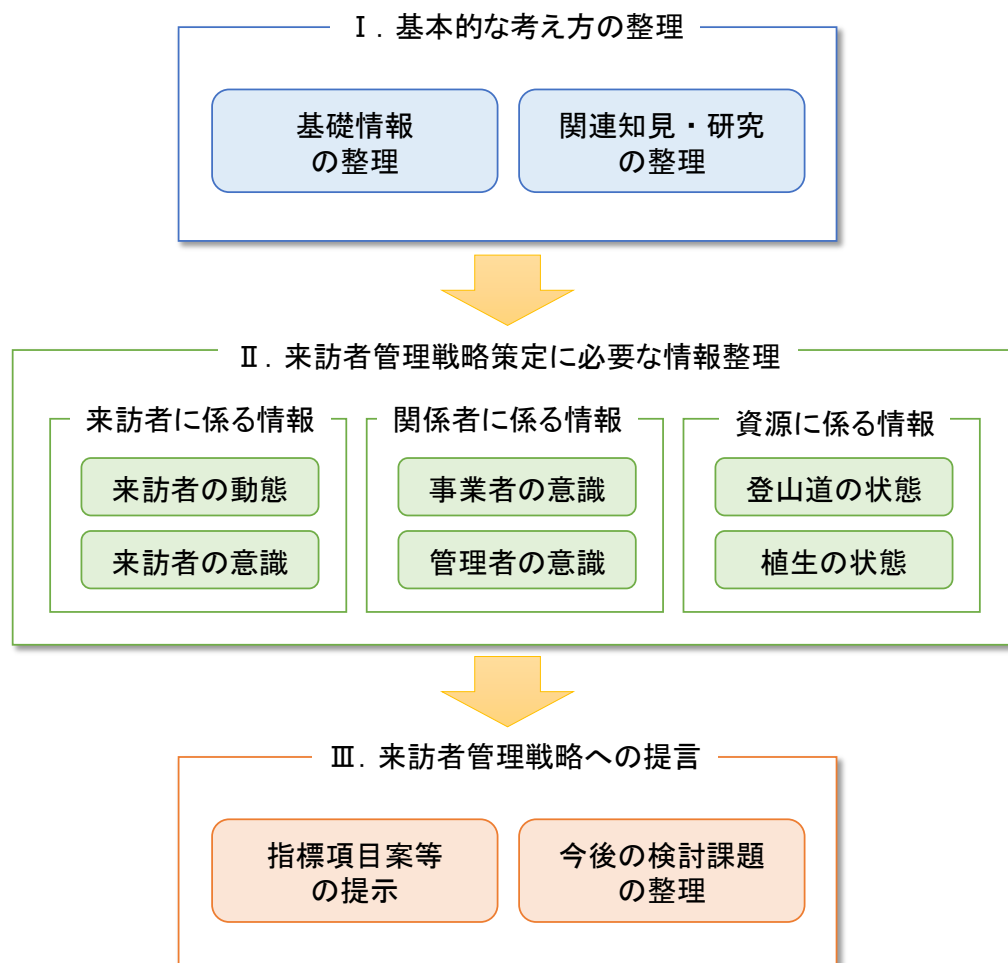 Ⅰ．基本的な考え方の整理
基礎情報
の整理
関連知見・研究
の整理
Ⅱ．来訪者管理戦略策定に必要な情報整理
来訪者に係る情報
来訪者の動態
来訪者の意識
関係者に係る情報
事業者の意識
管理者の意識
資源に係る情報
登山道の状態
植生の状態
Ⅲ．来訪者管理戦略への提言
指標項目案等
の提示
今後の検討課題
の整理